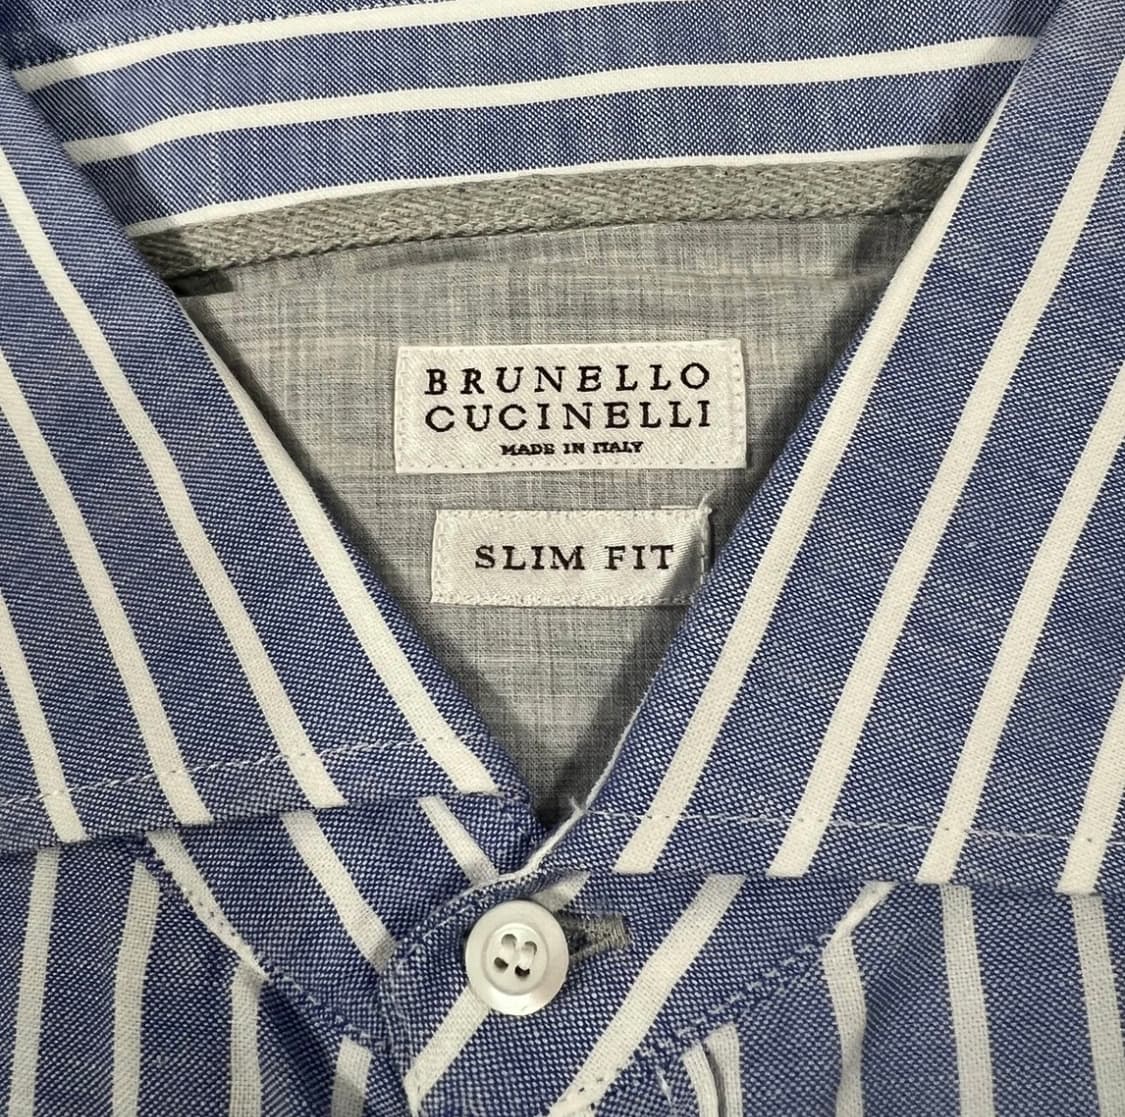 BRUNELLO
CUCINELLI
MADE IN ITALY
SLIM FIT